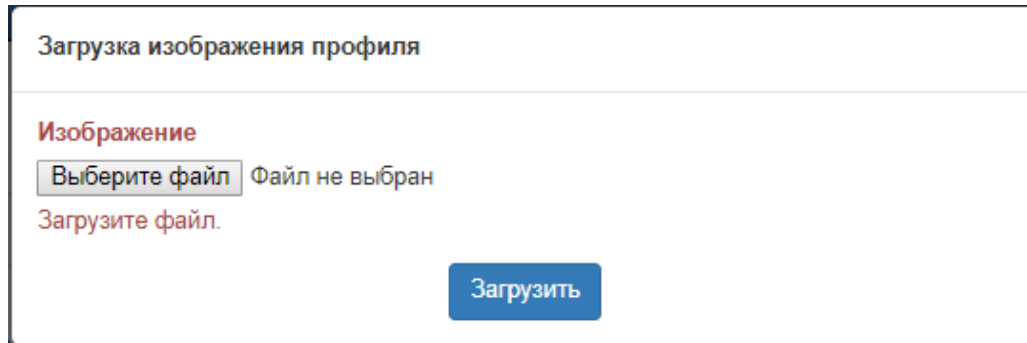 Загрузка изображения профиля
Изображение
Выберите файл Файл не выбран
Загрузите файл.
Загрузить